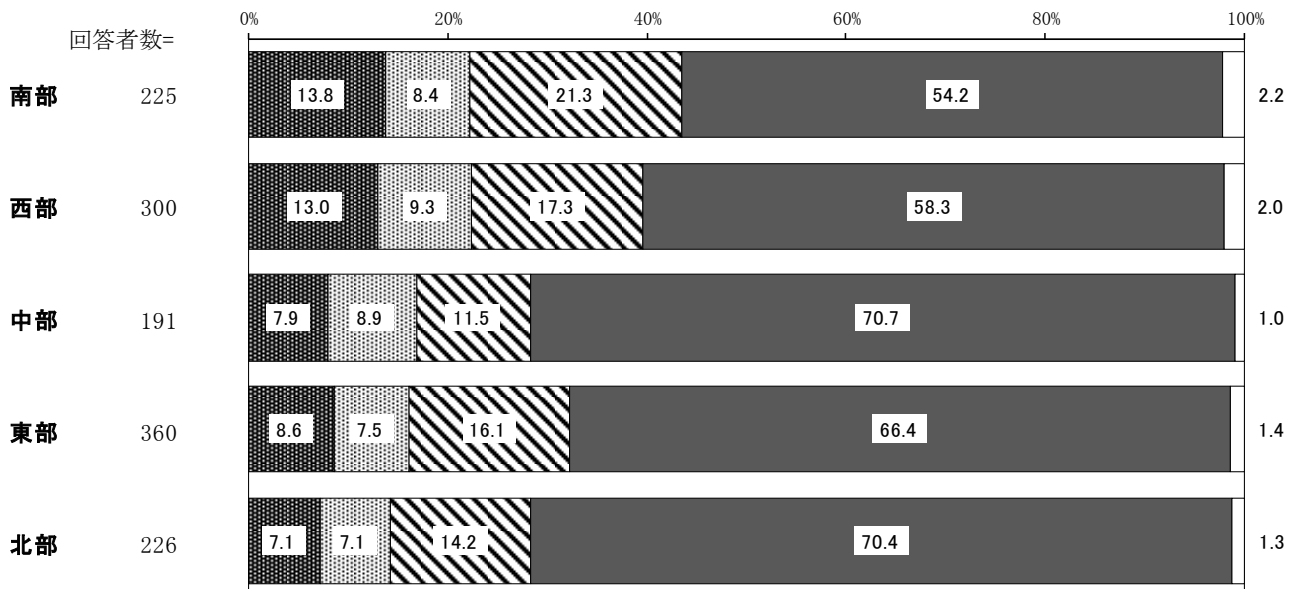 0% 20% 40% 60% 80% 100%
回答者数=
南部 225 13.8 8.4 21.3 54.2 2.2
西部 300 13.0 9.3 17.3 58.3 2.0
中部 191 7.9 8.9 11.5 70.7 1.0
東部 360 8.6 7.5 16.1 66.4 1.4
北部 226 7.1 7.1 14.2 70.4 1.3